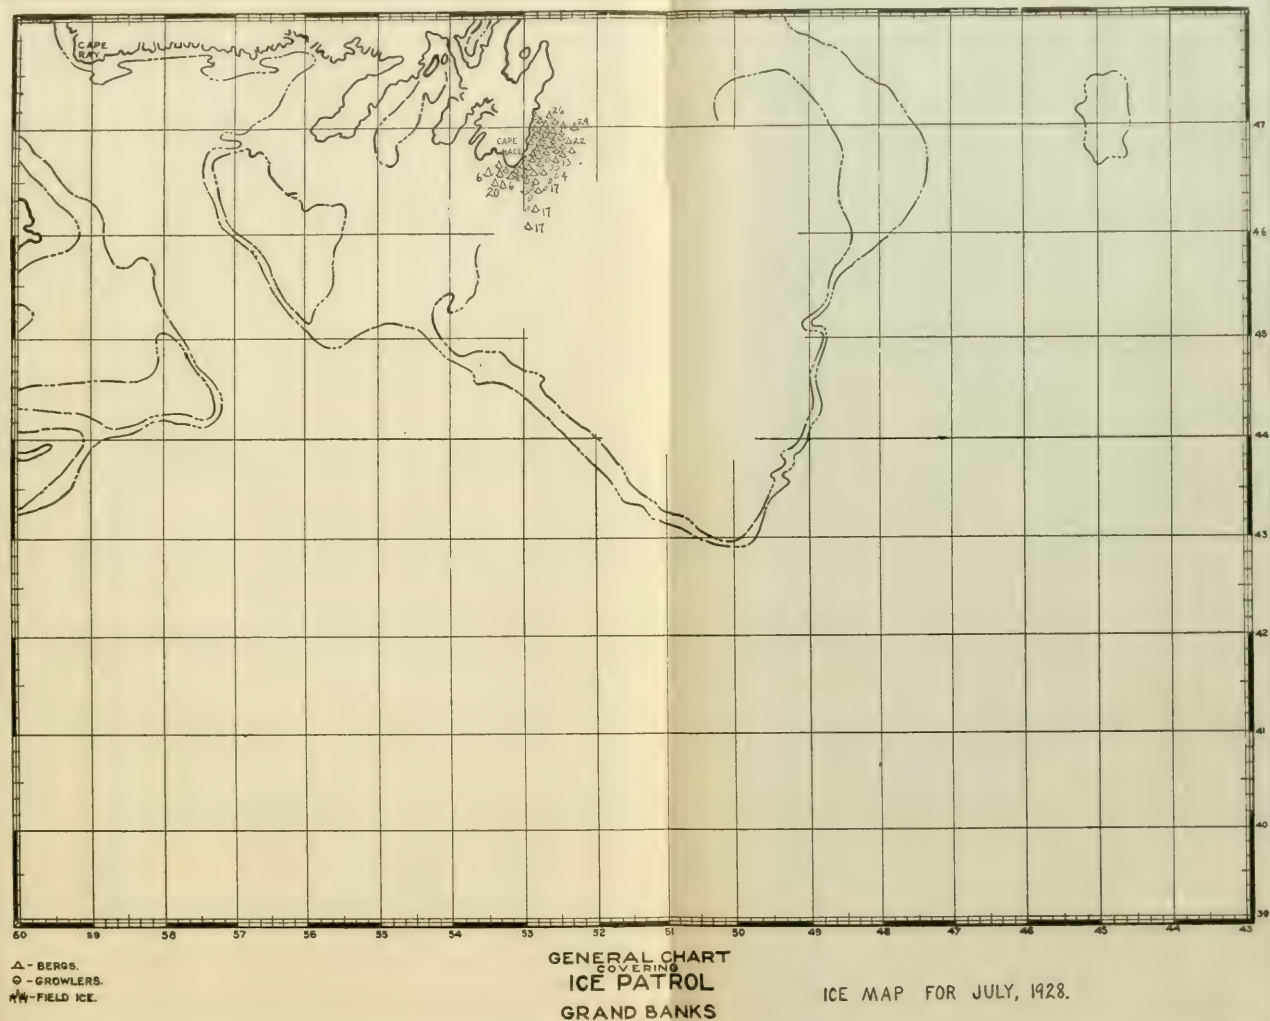 CAPE
RAY
CAPE
RACE
26
29
22
13
4
6
8
6
20
17
17
17
47
46
45
44
43
42
41
40
39
60 59 58 57 56 55 54 53 52 51 50 49 48 47 46 45 44 43
△ - BERGS.
O - GROWLERS.
- FIELD ICE.
GENERAL CHART
COVERING
ICE PATROL
GRAND BANKS
ICE MAP FOR JULY, 1928.